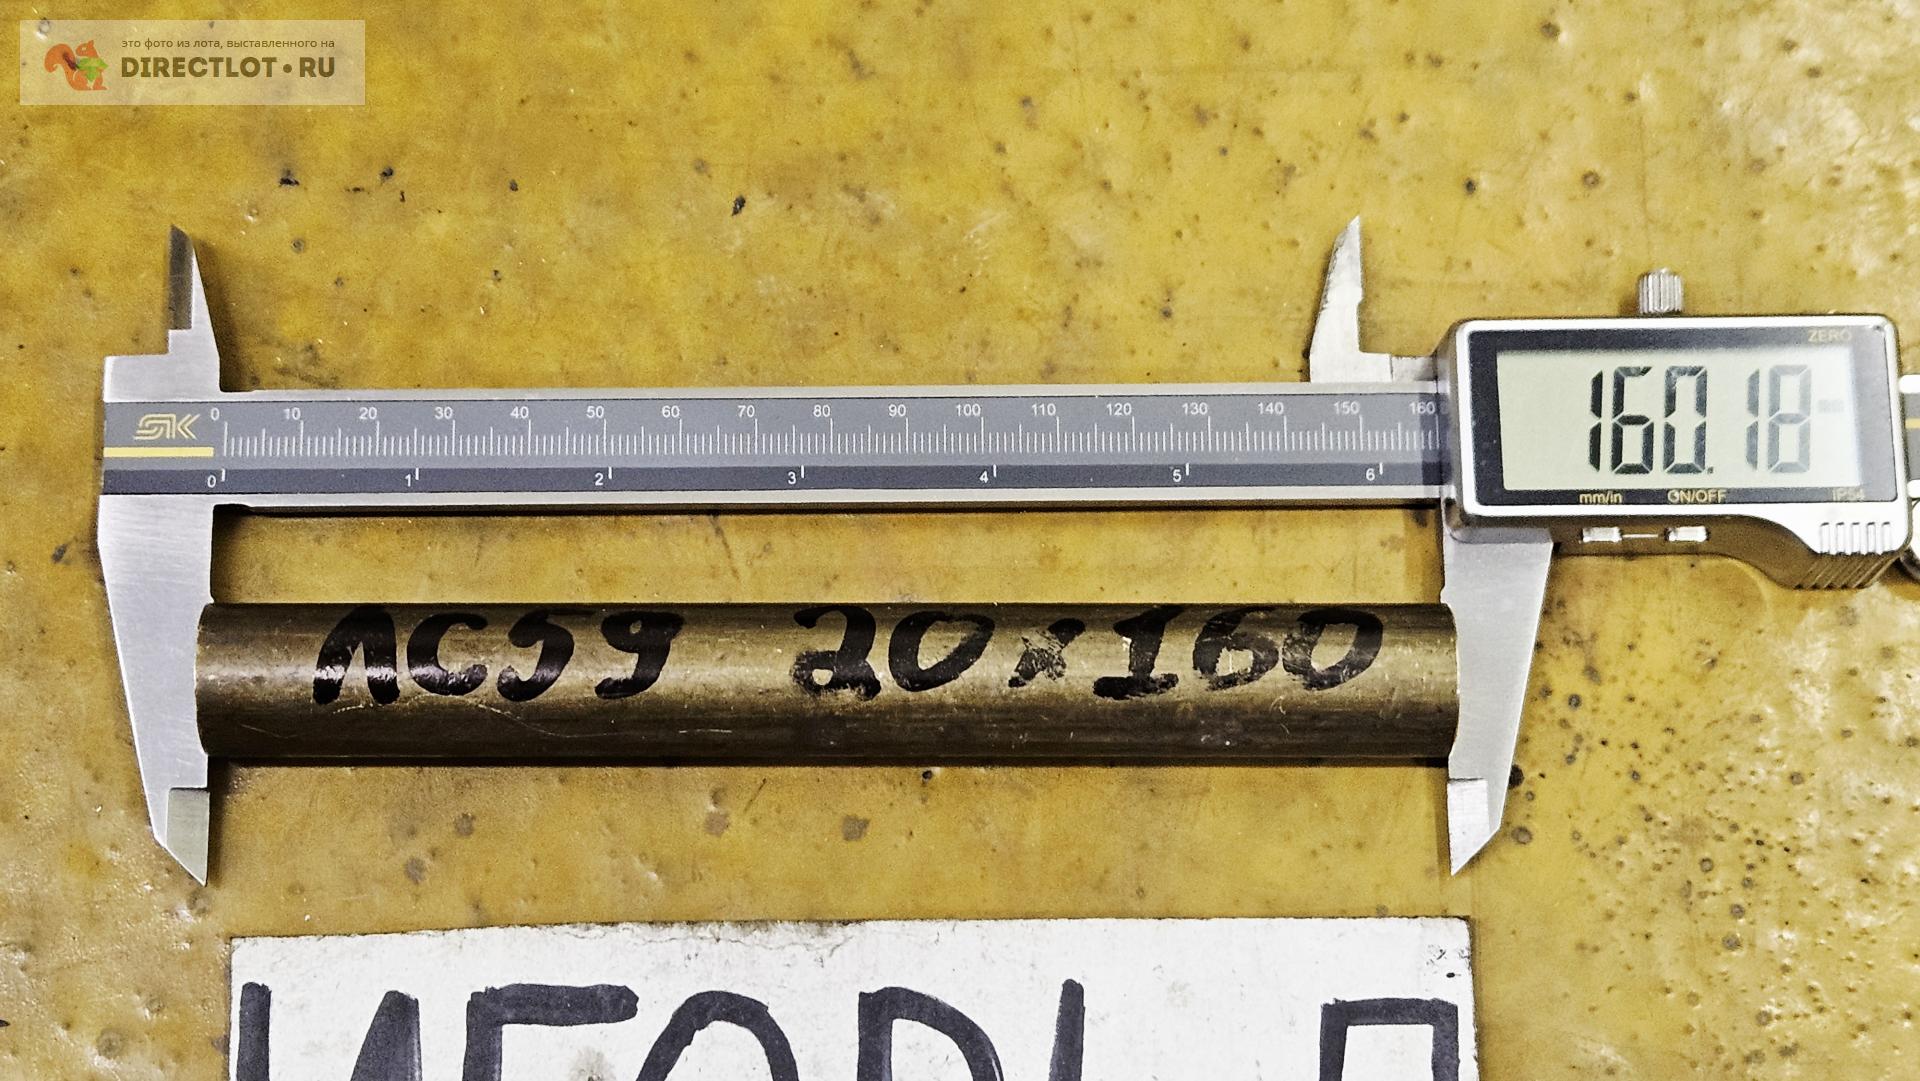 это фото из лота, выставленного на
DIRECTLOT•RU
SK
0 10 20 30 40 50 60 70 80 90 100 110 120 130 140 150 160
0 1 2 3 4 5 6
ZERO
160.18
mm/in ON/OFF IP54
ЛС59 20х160
ИГОРЬ П